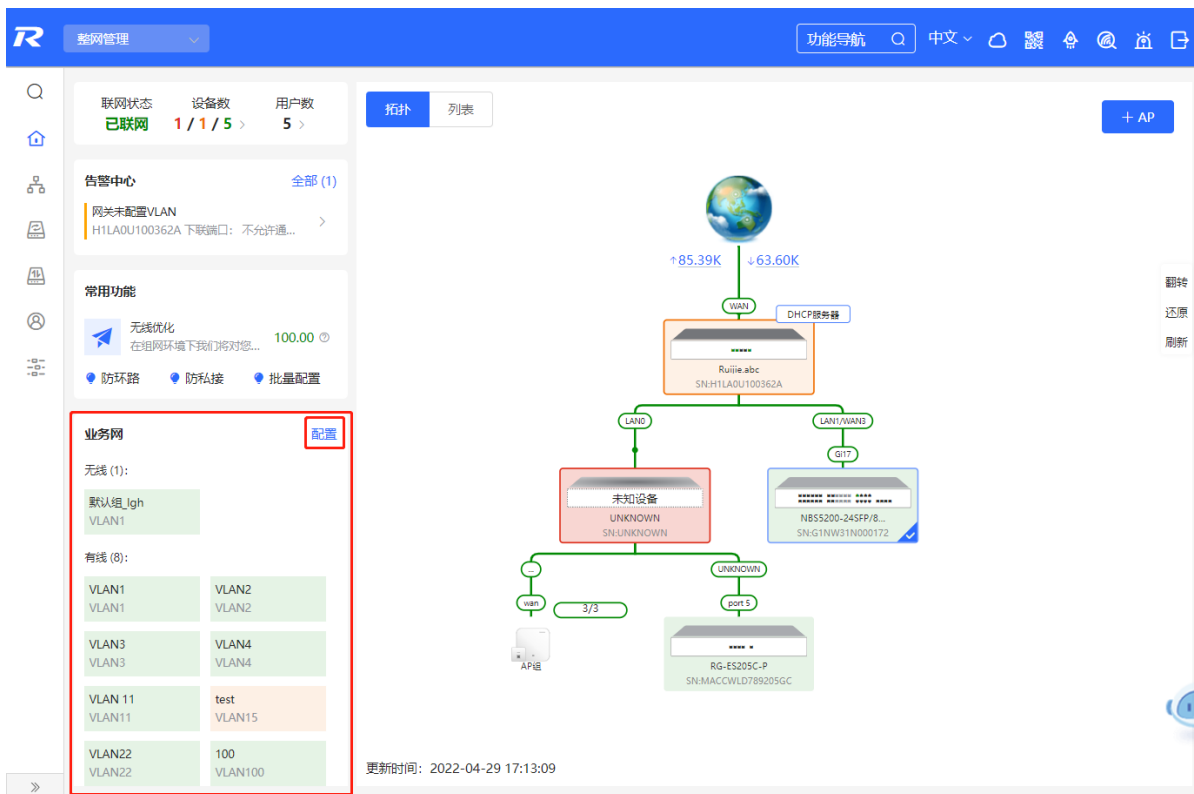 整网管理
功能导航
中文
联网状态 设备数 用户数
已联网 1 / 1 / 5 > 5 >
告警中心 全部 (1)
网关未配置VLAN
H1LA0U100362A 下联端口： 不允许通...
常用功能
无线优化
在组网环境下我们将对您...
100.00
防环路 防私接 批量配置
业务网 配置
无线 (1):
默认组_lgh
VLAN1
有线 (8):
VLAN1 VLAN2
VLAN1 VLAN2
VLAN3 VLAN4
VLAN3 VLAN4
VLAN 11 test
VLAN11 VLAN15
VLAN22 100
VLAN22 VLAN100
拓扑 列表
+ AP
↑85.39K ↓63.60K
WAN
DHCP服务器
Ruijie.abc
SN:H1LA0U100362A
LAN0 LAN1/WAN3
GI17
未知设备
UNKNOWN
SN:UNKNOWN
NBS5200-24SFP/8...
SN:G1NW31N000172
... UNKNOWN
wan 3/3 port 5
AP组
RG-ES205C-P
SN:MACCWLD789205GC
翻转
还原
刷新
更新时间：2022-04-29 17:13:09